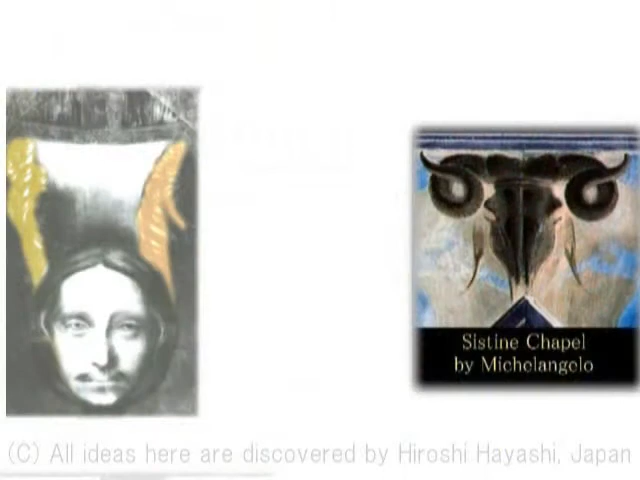 Sistine Chapel
by Michelangelo
(C) All ideas here are discovered by Hiroshi Hayashi, Japan